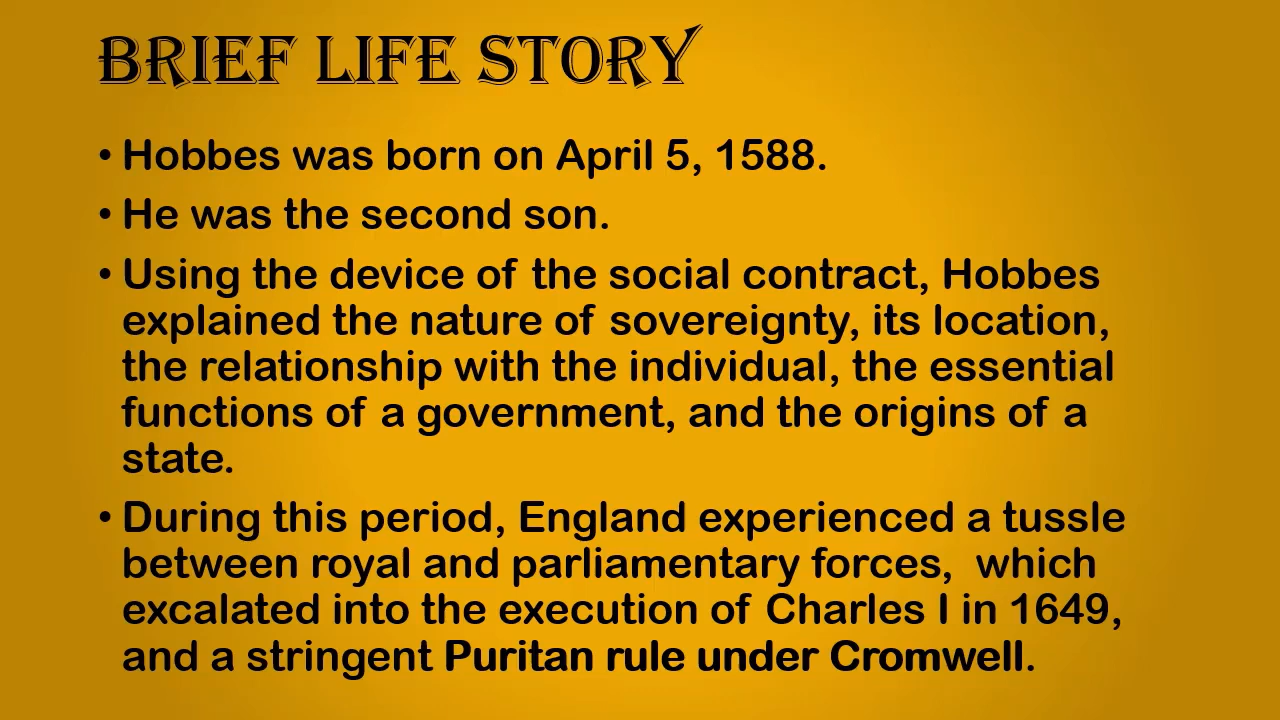 BRIEF LIFE STORY
• Hobbes was born on April 5, 1588.
• He was the second son.
• Using the device of the social contract, Hobbes
explained the nature of sovereignty, its location,
the relationship with the individual, the essential
functions of a government, and the origins of a
state.
• During this period, England experienced a tussle
between royal and parliamentary forces,  which
excalated into the execution of Charles I in 1649,
and a stringent Puritan rule under Cromwell.